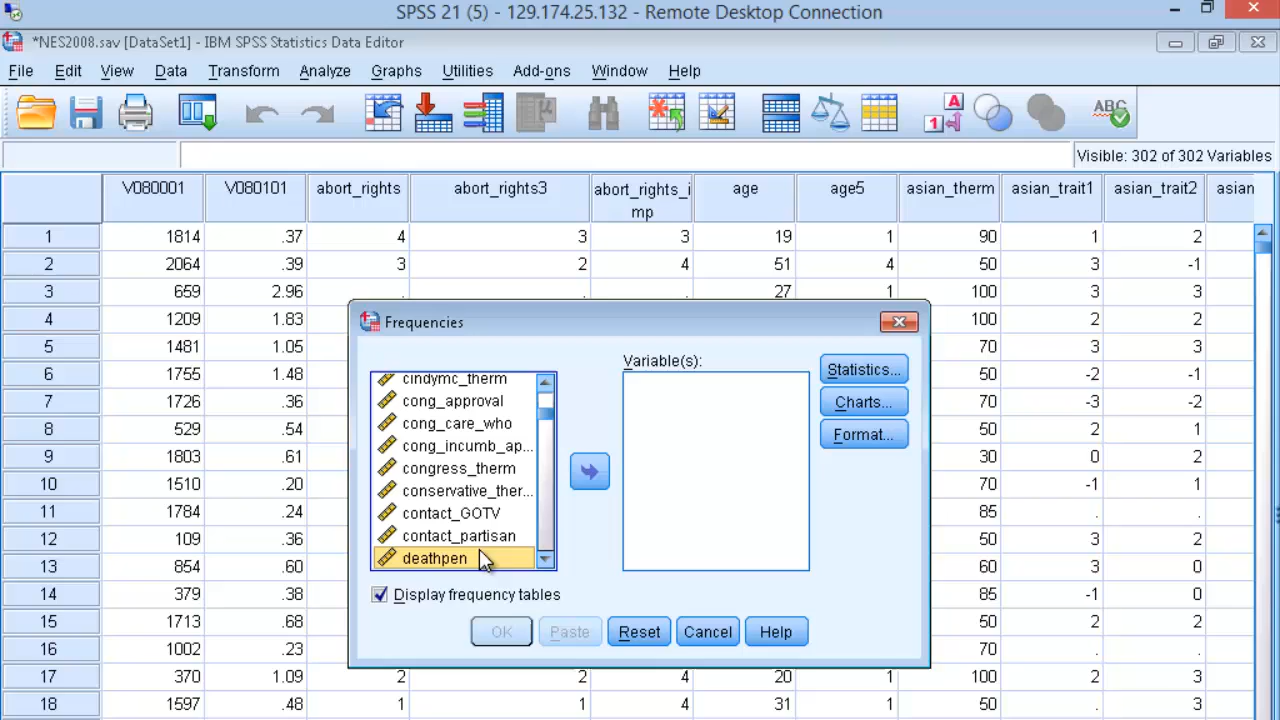 SPSS 21 (5) - 129.174.25.132 - Remote Desktop Connection
*NES2008.sav [DataSet1] - IBM SPSS Statistics Data Editor
File Edit View Data Transform Analyze Graphs Utilities Add-ons Window Help
A
1
ABC
Visible: 302 of 302 Variables
V080001 V080101 abort_rights abort_rights3 abort_rights_i age age5 asian_therm asian_trait1 asian_trait2 asian
mp
1 1814 .37 4 3 3 19 1 90 1 2
2 2064 .39 3 2 4 51 4 50 3 -1
3 659 2.96 . . . 27 1 100 3 3
4 1209 1.83 100 2 2
5 1481 1.05 70 3 3
6 1755 1.48 50 -2 -1
7 1726 .36 70 -3 -2
8 529 .54 50 2 1
9 1803 .61 30 0 2
10 1510 .20 70 -1 1
11 1784 .24 85 . .
12 109 .36 50 3 2
13 854 .60 60 3 0
14 379 .38 85 -1 0
15 1713 .68 50 2 2
16 1002 .23 70 . .
17 370 1.09 2 2 4 20 1 100 2 3
18 1597 .48 1 1 4 31 1 50 . 3
Frequencies
Variable(s):
cindymc_therm
cong_approval
cong_care_who
cong_incumb_ap...
congress_therm
conservative_ther...
contact_GOTV
contact_partisan
deathpen
Statistics...
Charts...
Format...
Display frequency tables
OK Paste Reset Cancel Help